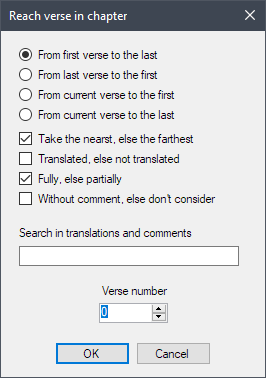 Reach verse in chapter
From first verse to the last
From last verse to the first
From current verse to the first
From current verse to the last
Take the nearest, else the farthest
Translated, else not translated
Fully, else partially
Without comment, else don't consider
Search in translations and comments
Verse number
0
OK
Cancel